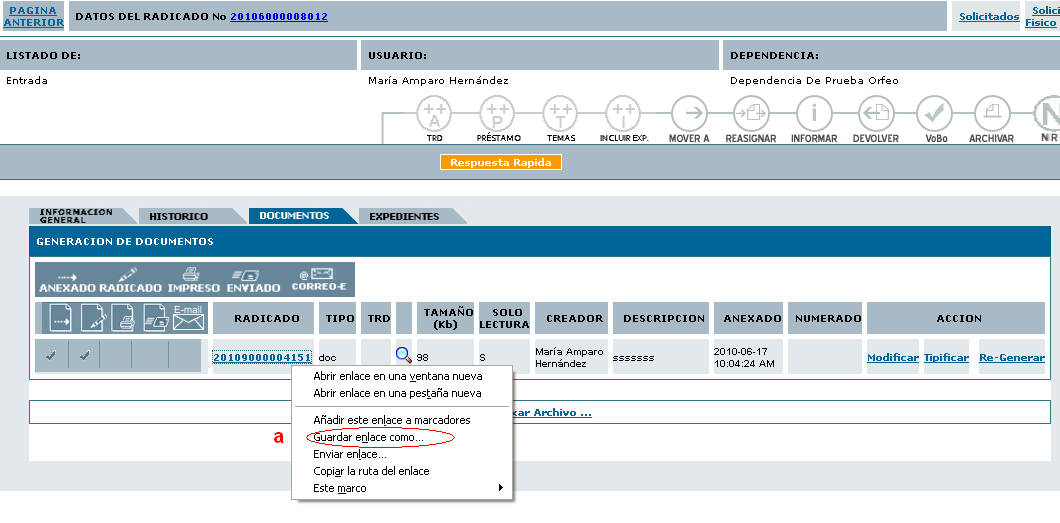 PAGINA
ANTERIOR
DATOS DEL RADICADO No 20106000008012
Solicitados
Solici
Fisico
LISTADO DE:
USUARIO:
DEPENDENCIA:
Entrada
María Amparo Hernández
Dependencia De Prueba Orfeo
++
A
++
P
++
T
++
I
i
N
TRD
PRÉSTAMO
TEMAS
INCLUIR EXP.
MOVER A
REASIGNAR
INFORMAR
DEVOLVER
VoBo
ARCHIVAR
NR
Respuesta Rapida
INFORMACION
GENERAL
HISTORICO
DOCUMENTOS
EXPEDIENTES
GENERACION DE DOCUMENTOS
ANEXADO RADICADO IMPRESO ENVIADO CORREO-E
E-mail
RADICADO
TIPO
TRD
TAMAÑO
(Kb)
SOLO
LECTURA
CREADOR
DESCRIPCION
ANEXADO
NUMERADO
ACCION
20109000004151
doc
98
S
María Amparo
Hernández
sssssss
2010-06-17
10:04:24 AM
Modificar
Tipificar
Re-Generar
Abrir enlace en una ventana nueva
Abrir enlace en una pestaña nueva
Añadir este enlace a marcadores
xar Archivo ...
a
Guardar enlace como...
Enviar enlace...
Copiar la ruta del enlace
Este marco